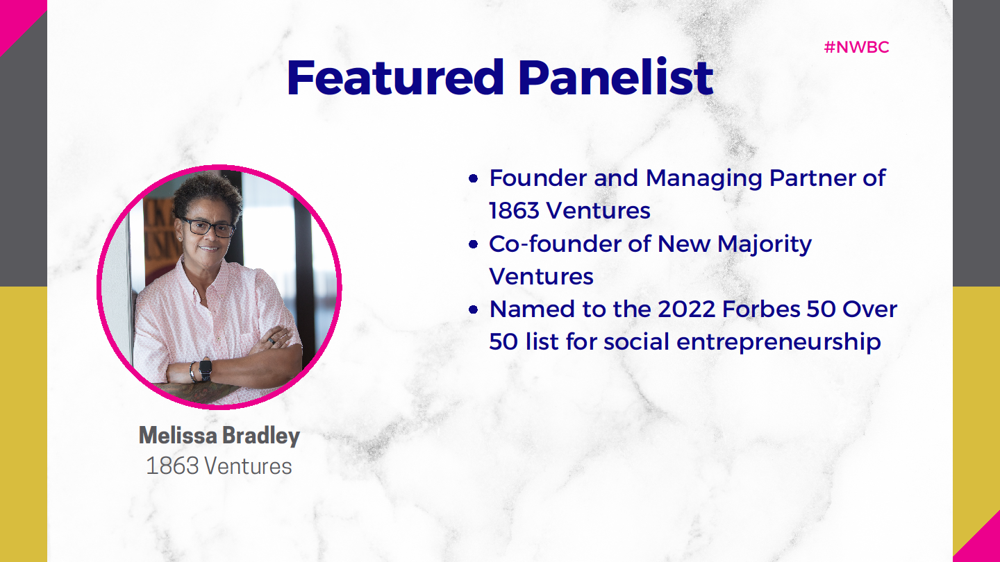 #NWBC
Featured Panelist
• Founder and Managing Partner of
1863 Ventures
• Co-founder of New Majority
Ventures
• Named to the 2022 Forbes 50 Over
50 list for social entrepreneurship
Melissa Bradley
1863 Ventures